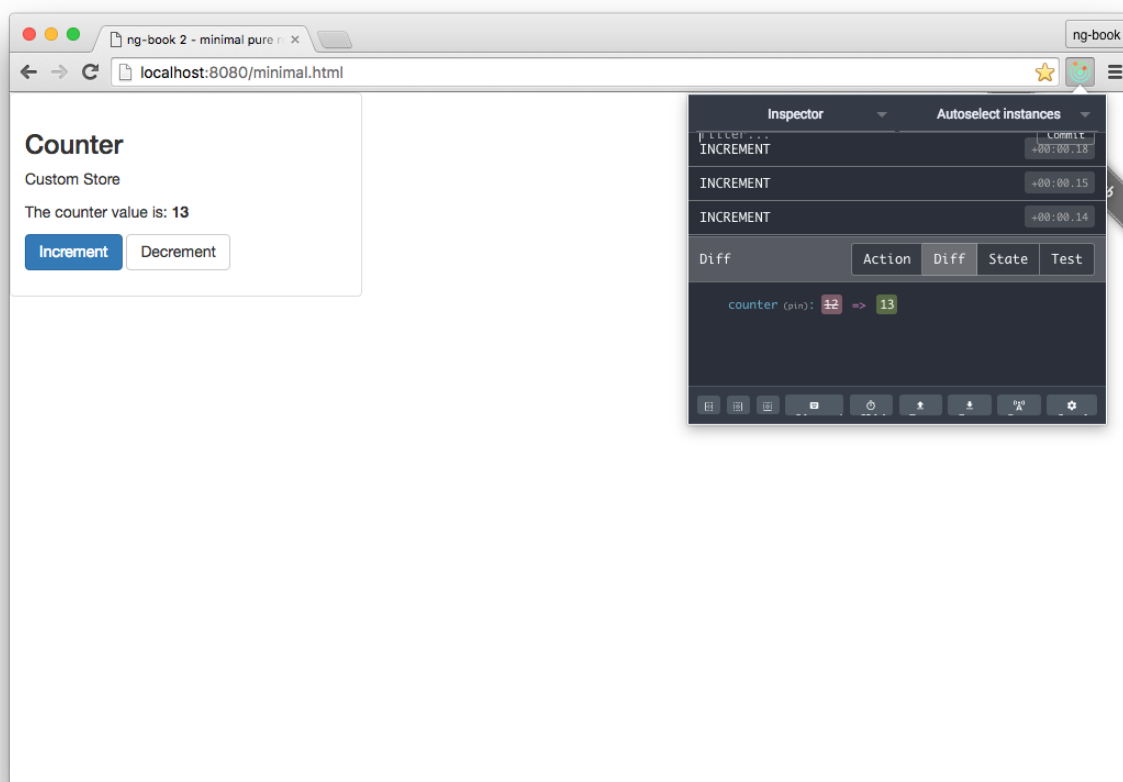 ng-book 2 - minimal pure
ng-book
localhost:8080/minimal.html
Counter
Custom Store
The counter value is: 13
Increment
Decrement
Inspector
Autoselect instances
Commit
INCREMENT
+00:00.18
INCREMENT
+00:00.15
INCREMENT
+00:00.14
Diff
Action
Diff
State
Test
counter (pin): 12 => 13